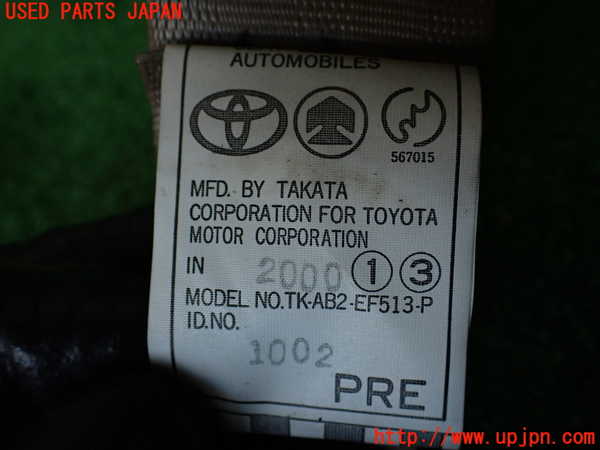 USED PARTS JAPAN
AUTOMOBILES
567015
MFD. BY TAKATA
CORPORATION FOR TOYOTA
MOTOR CORPORATION
IN 2000 ① ③
MODEL NO.TK-AB2-EF513-P
ID.NO.
1002
PRE
http://www.upjpn.com/